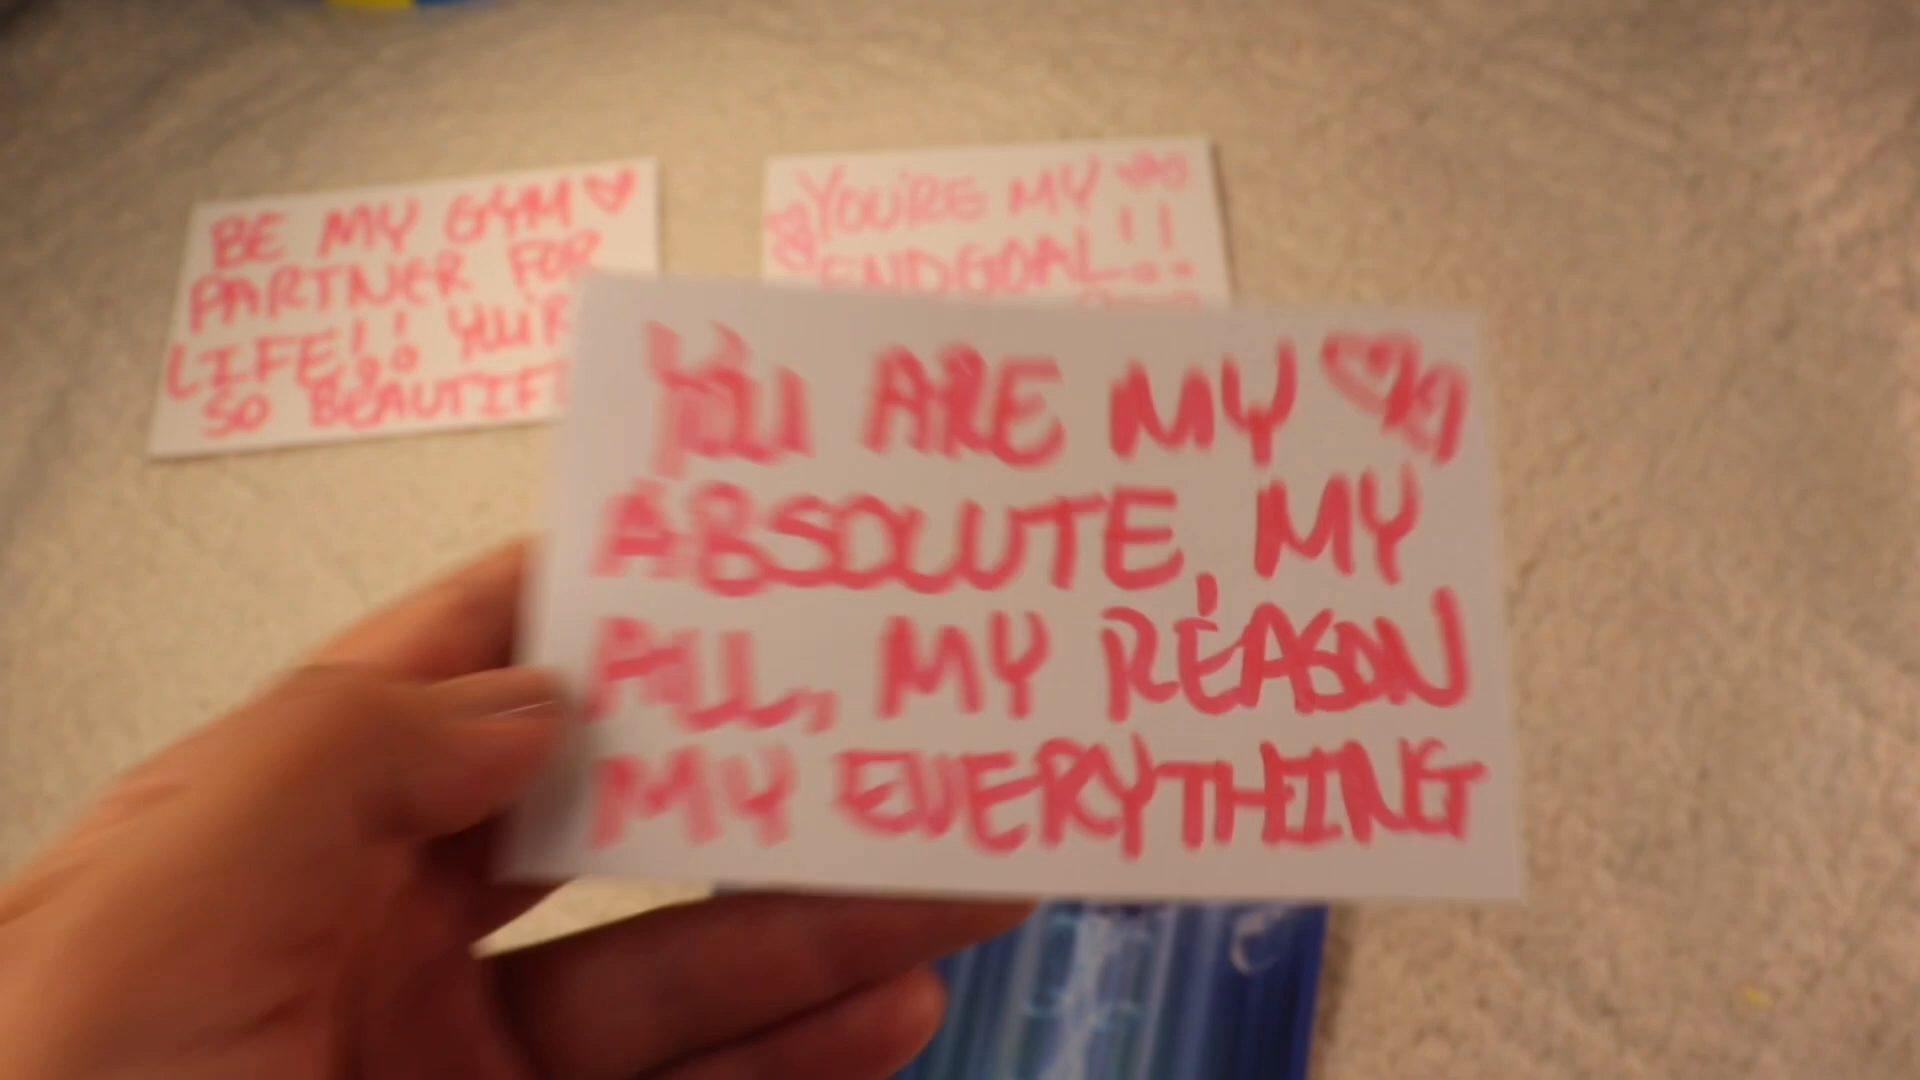 BE MY GYM
PARTNER FOR
LIFE!! YU'R
SO BEAUTIF
YOU'RE MY
ENDGOAL!!
YOU ARE MY
ABSOLUTE, MY
ALL, MY REASON
MY EVERYTHING